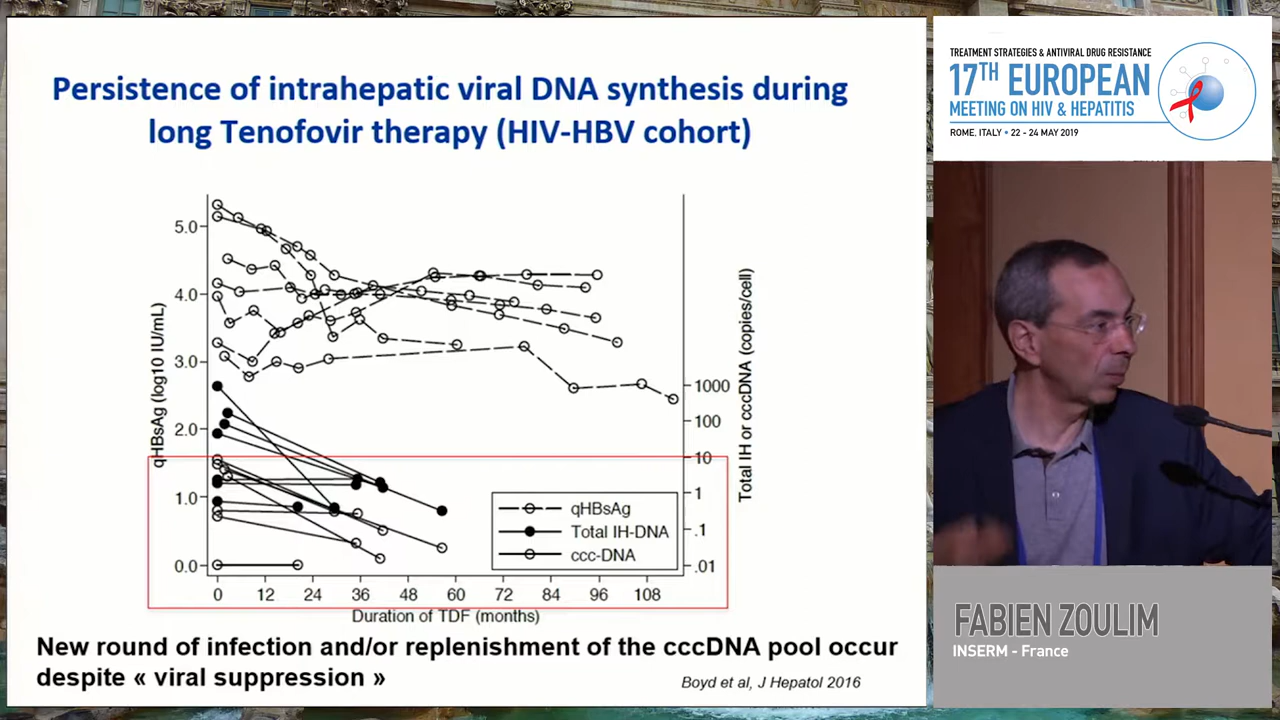 Persistence of intrahepatic viral DNA synthesis during
long Tenofovir therapy (HIV-HBV cohort)
qHBsAg (log10 IU/mL)
5.0
4.0
3.0
2.0
1.0
0.0
1000
100
10
1
.1
.01
Total IH or cccDNA (copies/cell)
qHBsAg
Total IH-DNA
ccc-DNA
0 12 24 36 48 60 72 84 96 108
Duration of TDF (months)
New round of infection and/or replenishment of the cccDNA pool occur
despite « viral suppression »
Boyd et al, J Hepatol 2016
TREATMENT STRATEGIES & ANTIVIRAL DRUG RESISTANCE
17TH EUROPEAN
MEETING ON HIV & HEPATITIS
ROME, ITALY • 22 - 24 MAY 2019
FABIEN ZOULIM
INSERM - France